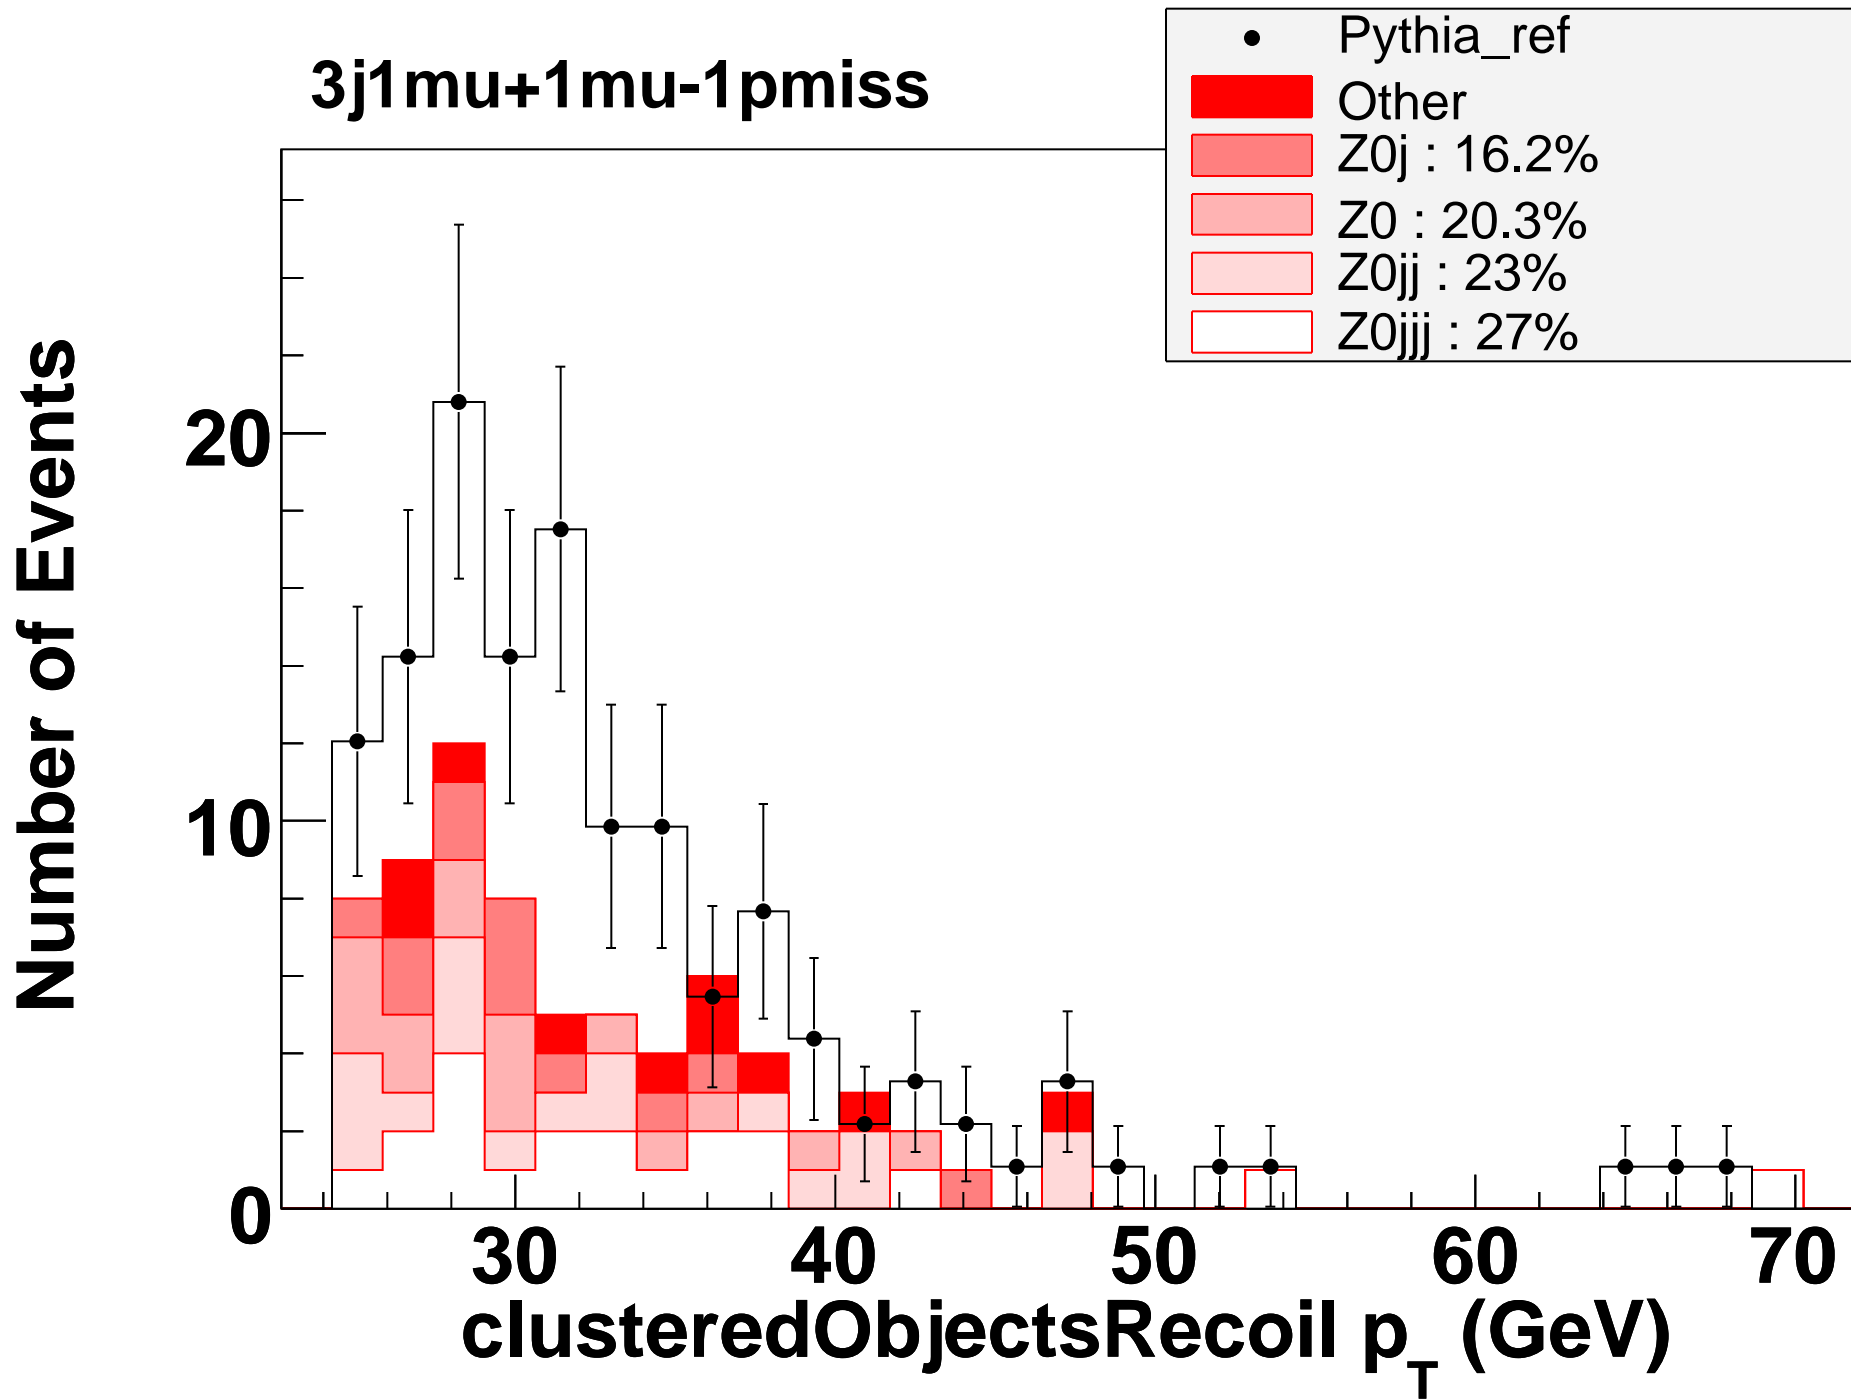 3j1mu+1mu-1pmiss
Pythia_ref
Other
Z0j : 16.2%
Z0 : 20.3%
Z0jj : 23%
Z0jjj : 27%
Number of Events
20
10
0
30 40 50 60 70
clusteredObjectsRecoil p_T (GeV)